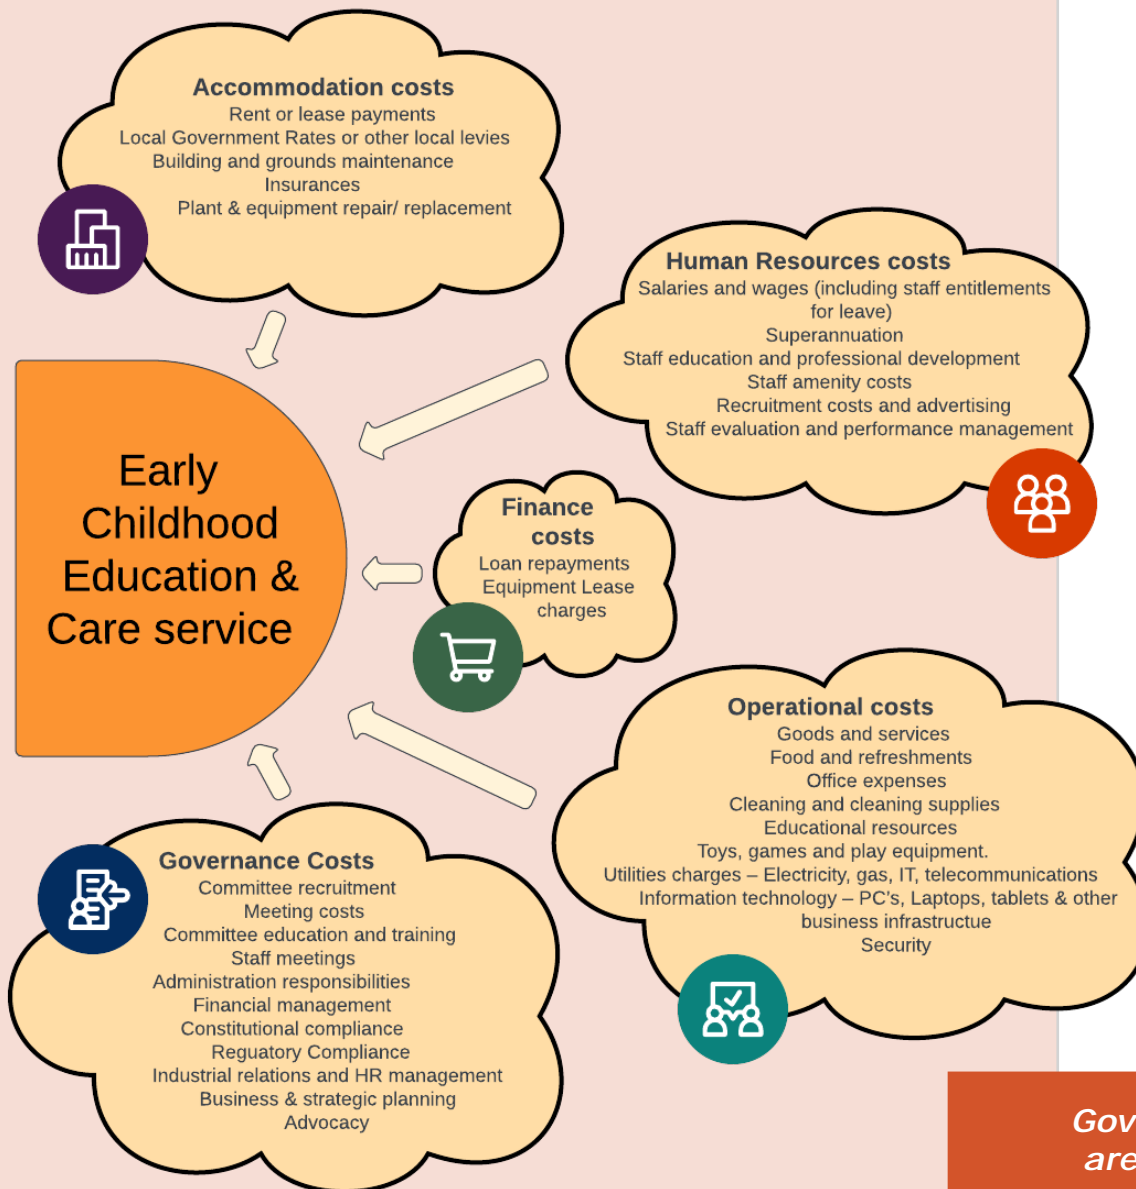 Accommodation costs
Rent or lease payments
Local Government Rates or other local levies
Building and grounds maintenance
Insurances
Plant & equipment repair/ replacement
Human Resources costs
Salaries and wages (including staff entitlements
for leave)
Superannuation
Staff education and professional development
Staff amenity costs
Recruitment costs and advertising
Staff evaluation and performance management
Early
Childhood
Education &
Care service
Finance
costs
Loan repayments
Equipment Lease
charges
Operational costs
Goods and services
Food and refreshments
Office expenses
Cleaning and cleaning supplies
Educational resources
Toys, games and play equipment.
Utilities charges – Electricity, gas, IT, telecommunications
Information technology – PC's, Laptops, tablets & other
business infrastructue
Security
Governance Costs
Committee recruitment
Meeting costs
Committee education and training
Staff meetings
Administration responsibilities
Financial management
Constitutional compliance
Reguatory Compliance
Industrial relations and HR management
Business & strategic planning
Advocacy
Gov
are